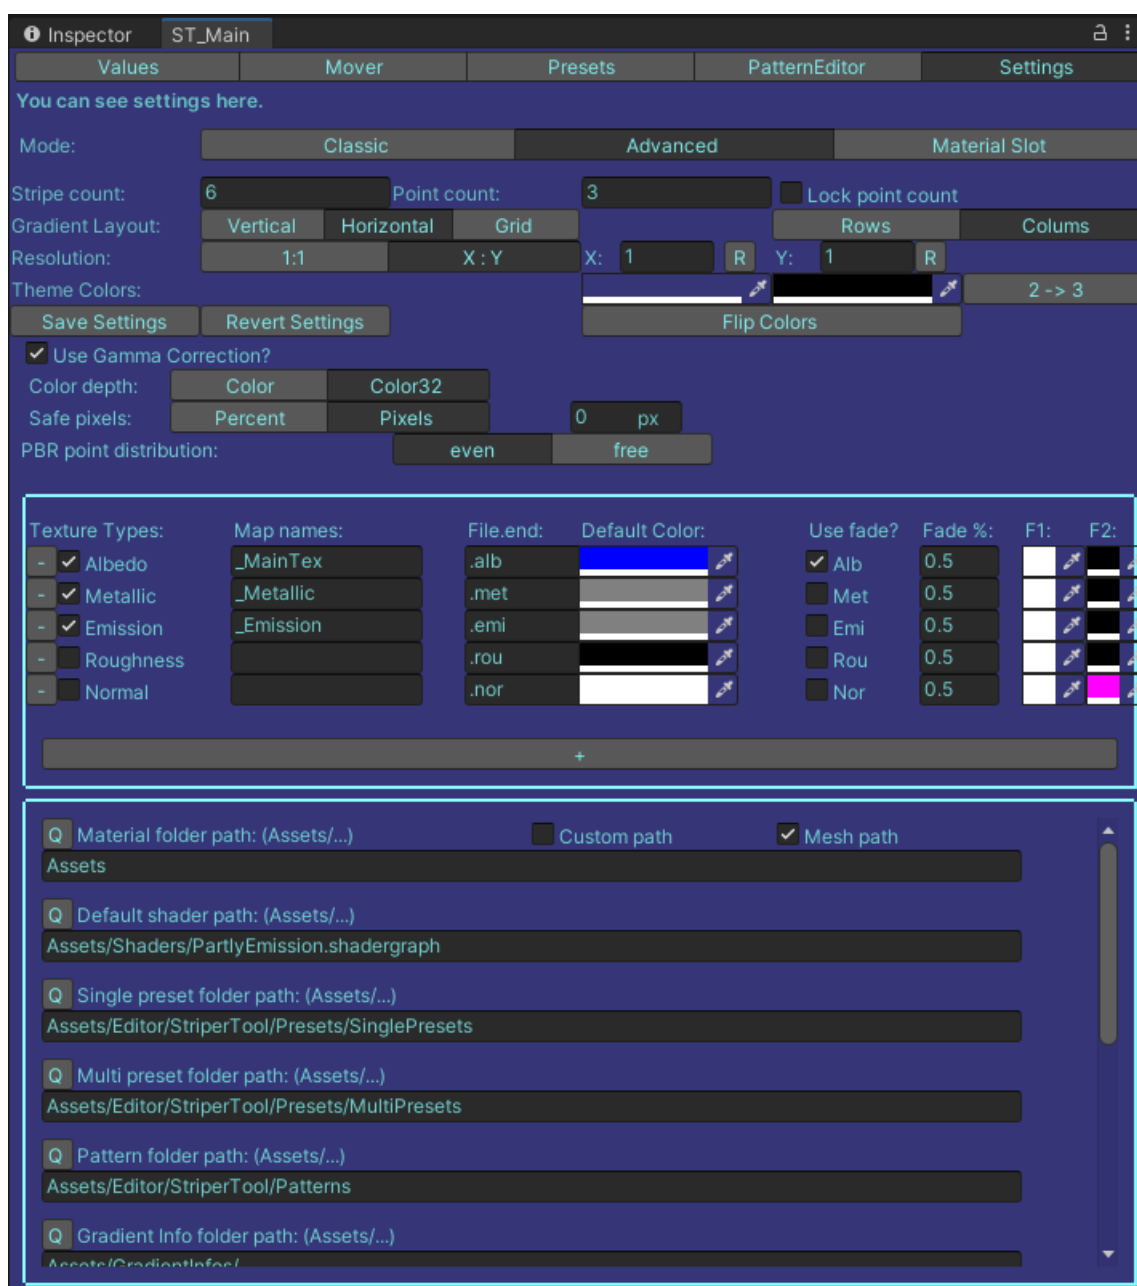 Inspector ST_Main
Values Mover Presets PatternEditor Settings
You can see settings here.
Mode: Classic Advanced Material Slot
Stripe count: 6 Point count: 3 Lock point count
Gradient Layout: Vertical Horizontal Grid Rows Colums
Resolution: 1:1 X : Y X: 1 R Y: 1 R
Theme Colors: 2 -> 3
Save Settings Revert Settings Flip Colors
Use Gamma Correction?
Color depth: Color Color32
Safe pixels: Percent Pixels 0 px
PBR point distribution: even free
Texture Types: Map names: File.end: Default Color: Use fade? Fade %: F1: F2:
- Albedo _MainTex .alb Alb 0.5
- Metallic _Metallic .met Met 0.5
- Emission _Emission .emi Emi 0.5
- Roughness .rou Rou 0.5
- Normal .nor Nor 0.5
+
Q Material folder path: (Assets/...) Custom path Mesh path
Assets
Q Default shader path: (Assets/...)
Assets/Shaders/PartlyEmission.shadergraph
Q Single preset folder path: (Assets/...)
Assets/Editor/StriperTool/Presets/SinglePresets
Q Multi preset folder path: (Assets/...)
Assets/Editor/StriperTool/Presets/MultiPresets
Q Pattern folder path: (Assets/...)
Assets/Editor/StriperTool/Patterns
Q Gradient Info folder path: (Assets/...)
Assets/GradientInfos/